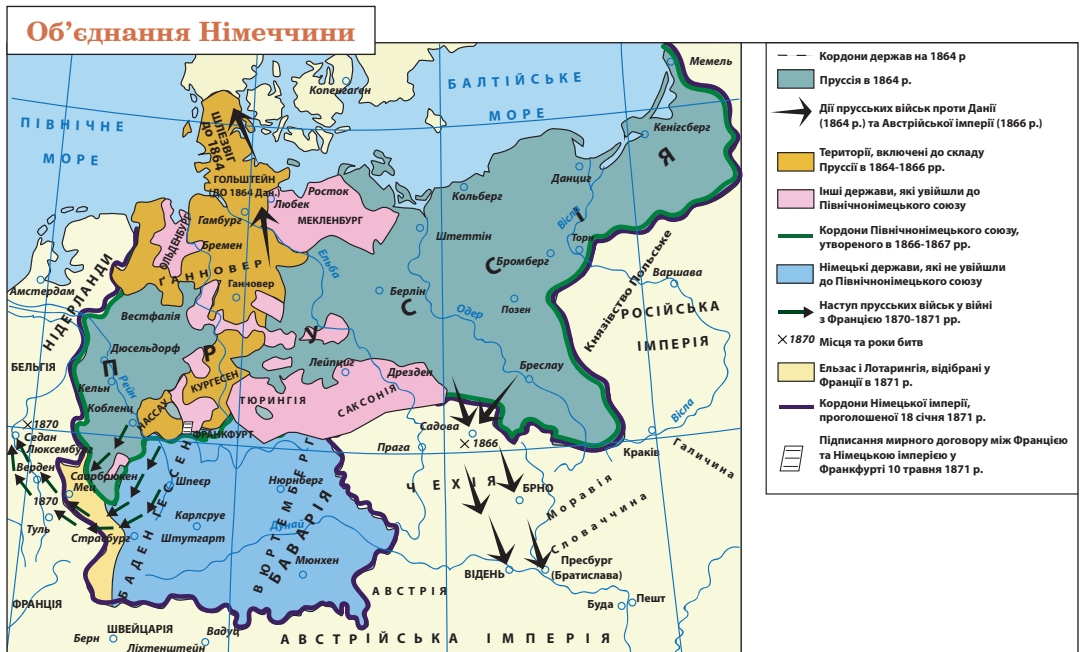 Об’єднання Німеччини
Кордони держав на 1864 р
Пруссія в 1864 р.
Дії прусських військ проти Данії
(1864 р.) та Австрійської імперії (1866 р.)
Території, включені до складу
Пруссії в 1864-1866 рр.
Інші держави, які увійшли до
Північнонімецького союзу
Кордони Північнонімецького союзу,
утвореного в 1866-1867 рр.
Німецькі держави, які не увійшли
до Північнонімецького союзу
Наступ прусських військ у війні
з Францією 1870-1871 рр.
1870 Місця та роки битв
Ельзас і Лотарингія, відібрані у
Франції в 1871 р.
Кордони Німецької імперії,
проголошеної 18 січня 1871 р.
Підписання мирного договору між Францією
та Німецькою імперією у
Франкфурті 10 травня 1871 р.
ПІВНІЧНЕ
МОРЕ
БАЛТІЙСЬКЕ
МОРЕ
Копенгаґен
Мемель
Кенігсберг
ШЛЕЗВІГ
до 1864
ГОЛЬШТЕЙН
(ДО 1864 Дан.)
Росток
Любек
МЕКЛЕНБУРГ
Гамбург
Бремен
ОЛЬДЕНБУРГ
ҐАННОВЕР
Ганновер
Кольберг
Данциг
Вісла
Штеттін
Торн
Бромберг
Ельба
Берлін
Одер
Позен
Варшава
Князівство Польське
РОСІЙСЬКА
ІМПЕРІЯ
ПРУССІЯ
Амстердам
НІДЕРЛАНДИ
Вестфалія
Дюсельдорф
БЕЛЬГІЯ
Кельн
Рейн
Кобленц
НАССАУ
КУРГЕСЕН
ФРАНКФУРТ
ТЮРИНГІЯ
САКСОНІЯ
Лейпциг
Дрезден
Бреслау
Вісла
Садова
1866
Прага
Краків
Галичина
1870
Седан
Люксембург
Верден
Саарбрюкен
Мец
1870
Туль
Страсбург
ФРАНЦІЯ
ГЕССЕН
Шпеєр
БАДЕН
Карлсруе
Штутгарт
Нюрнберг
ВЮРТЕМБЕРГ
БАВАРІЯ
Дунай
Мюнхен
ЧЕХІЯ
БРНО
Моравія
Словаччина
ВІДЕНЬ
Пресбург
(Братислава)
АВСТРІЯ
Буда
Пешт
ШВЕЙЦАРІЯ
Берн
Вадуц
Ліхтенштейн
АВСТРІЙСЬКА ІМПЕРІЯ